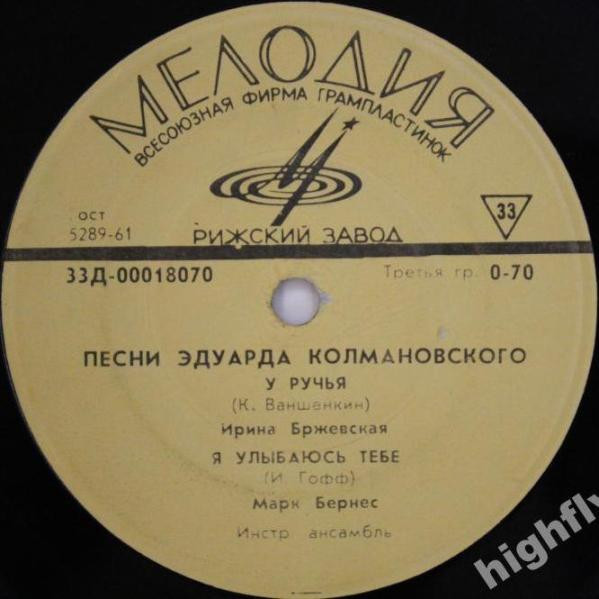 МЕЛОДИЯ
ВСЕСОЮЗНАЯ ФИРМА ГРАМПЛАСТИНОК
ОСТ
5289-61
РИЖСКИЙ ЗАВОД
33
33Д-00018070 Третья гр. 0-70
ПЕСНИ ЭДУАРДА КОЛМАНОВСКОГО
У РУЧЬЯ
(К. Ваншенкин)
Ирина Бржевская
Я УЛЫБАЮСЬ ТЕБЕ
(И. Гофф)
Марк Бернес
Инстр. ансамбль
highfly